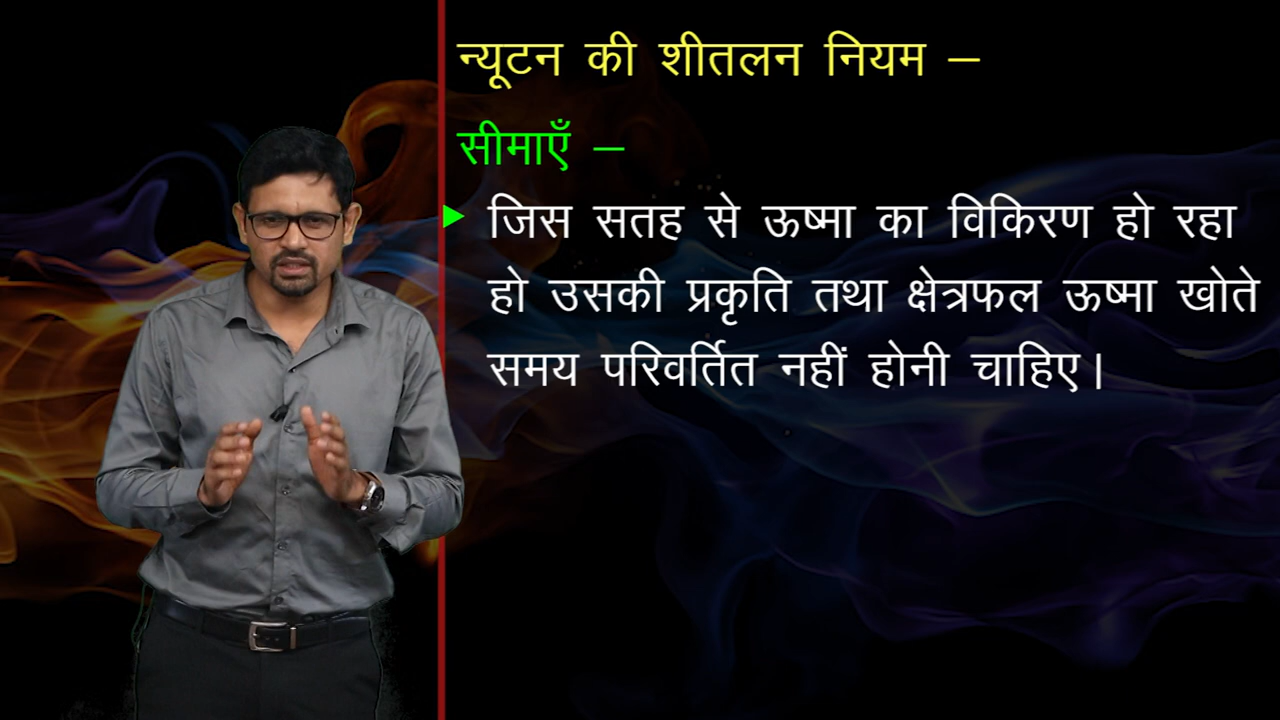 न्यूटन की शीतलन नियम –
सीमाएँ –
जिस सतह से ऊष्मा का विकिरण हो रहा
हो उसकी प्रकृति तथा क्षेत्रफल ऊष्मा खोते
समय परिवर्तित नहीं होनी चाहिए।